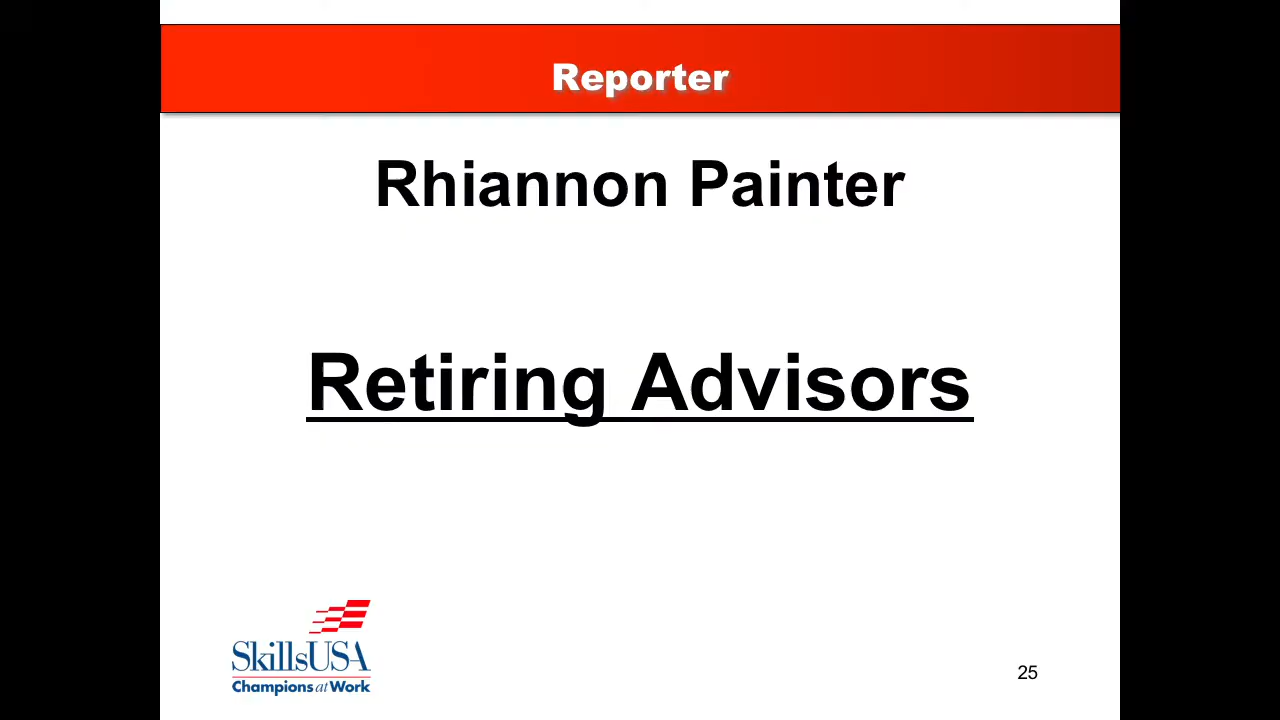 Reporter
Rhiannon Painter
Retiring Advisors
SkillsUSA
Champions at Work
25